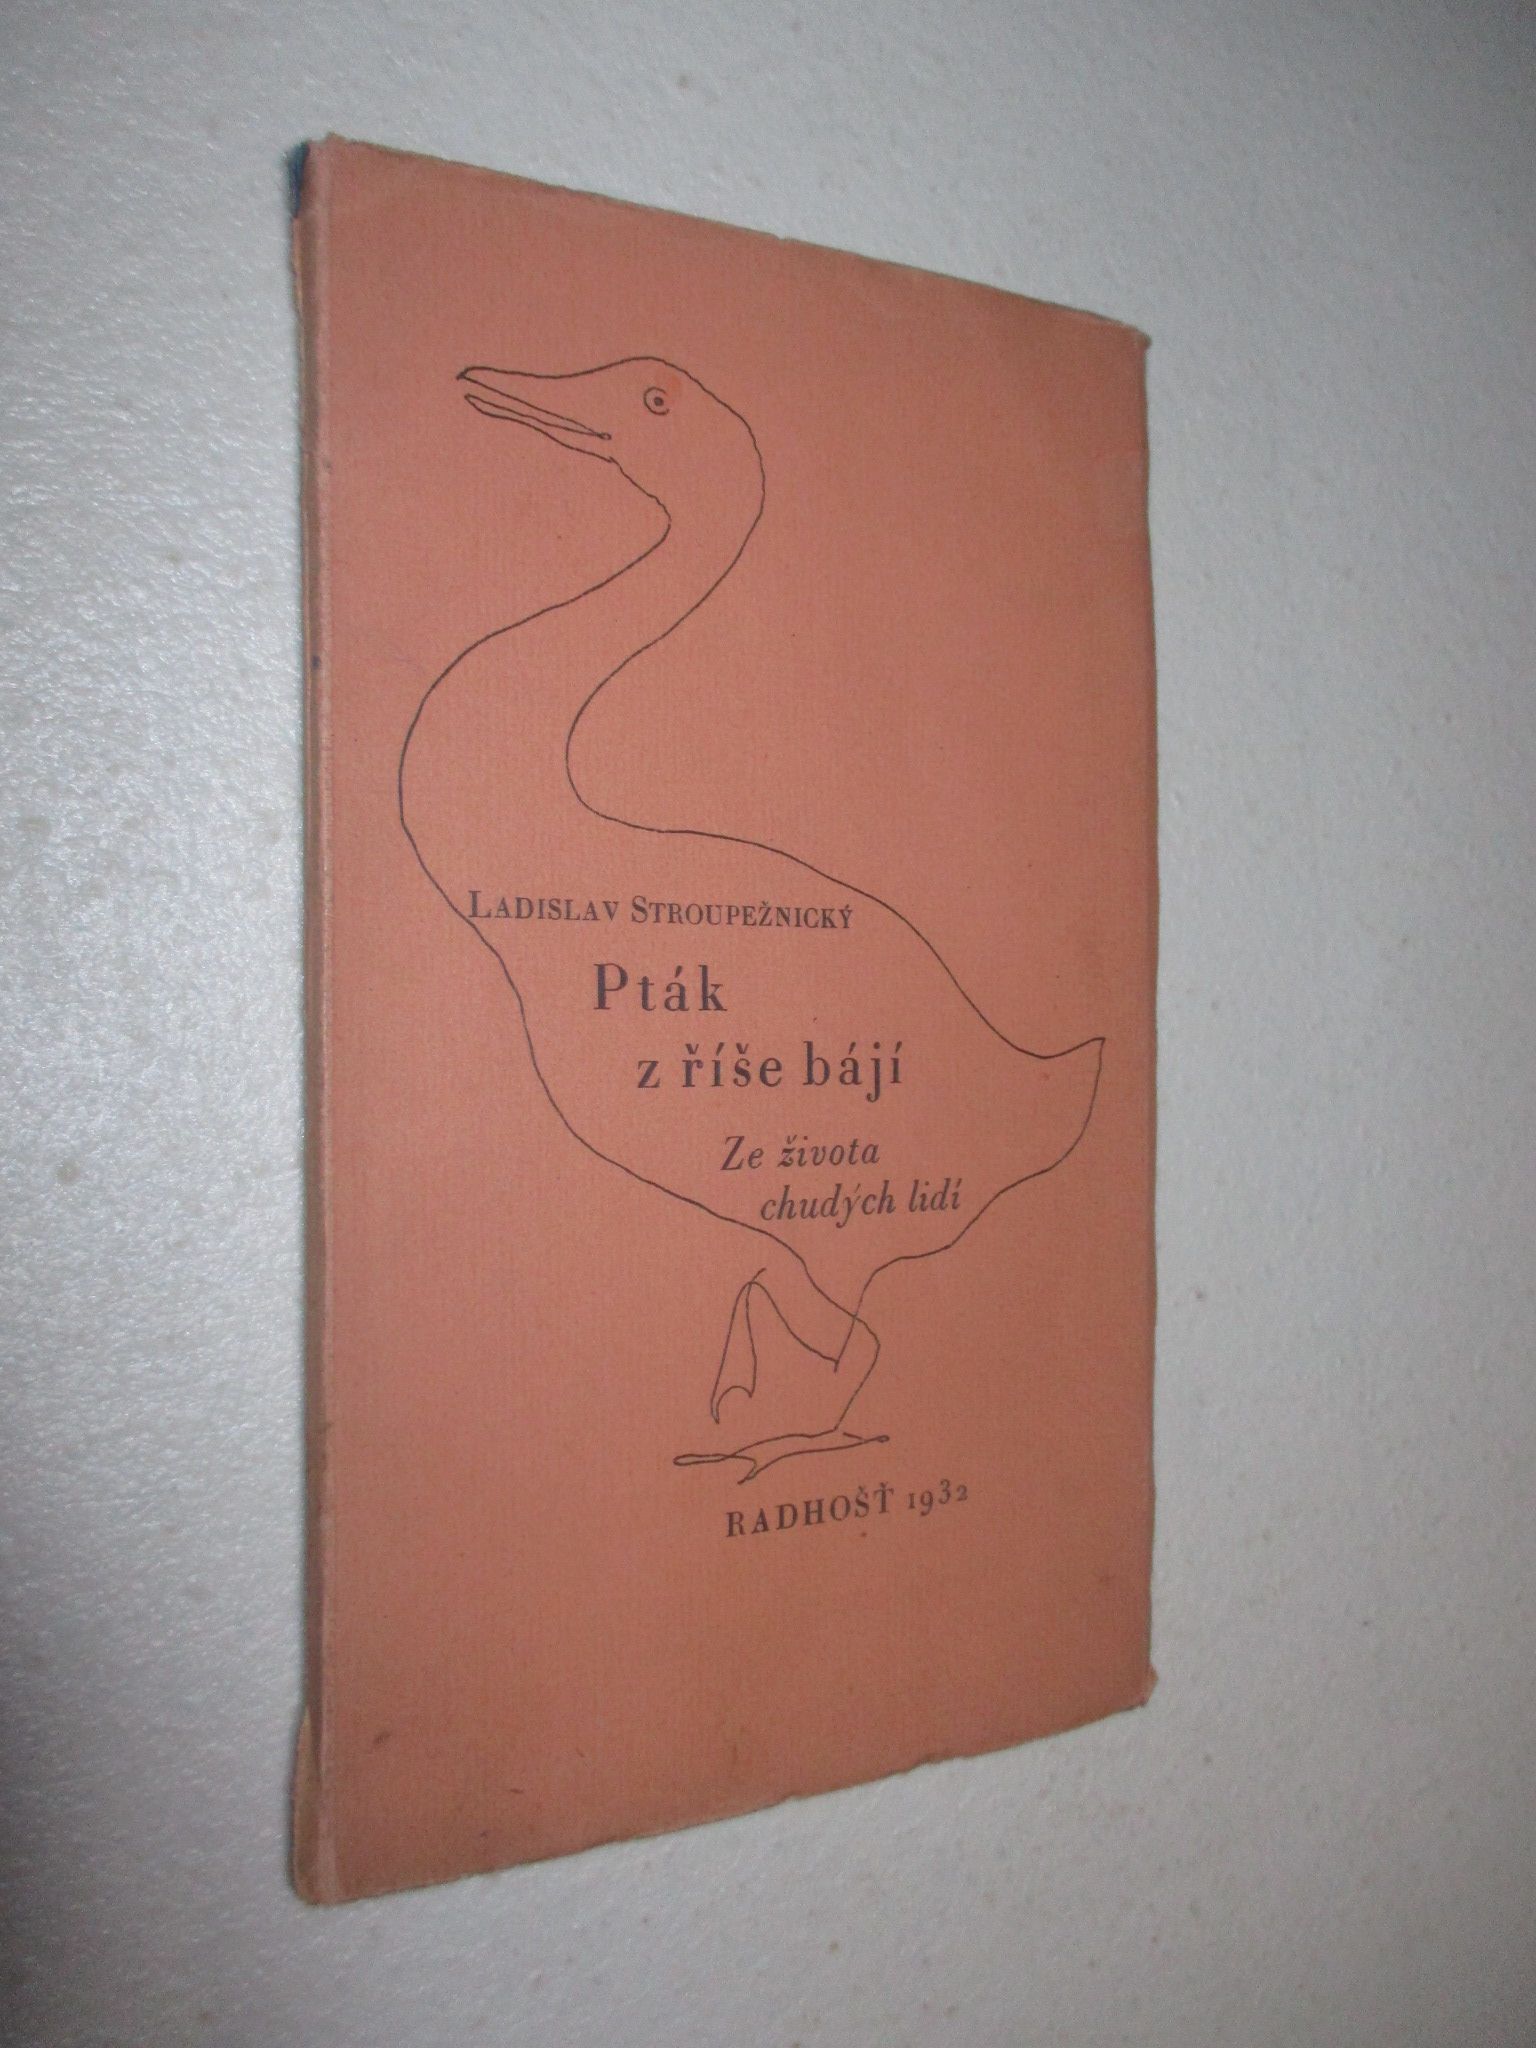 LADISLAV STROUPEŽNICKÝ
Pták
z říše bájí
Ze života
chudých lidí
RADHOŠŤ 1932